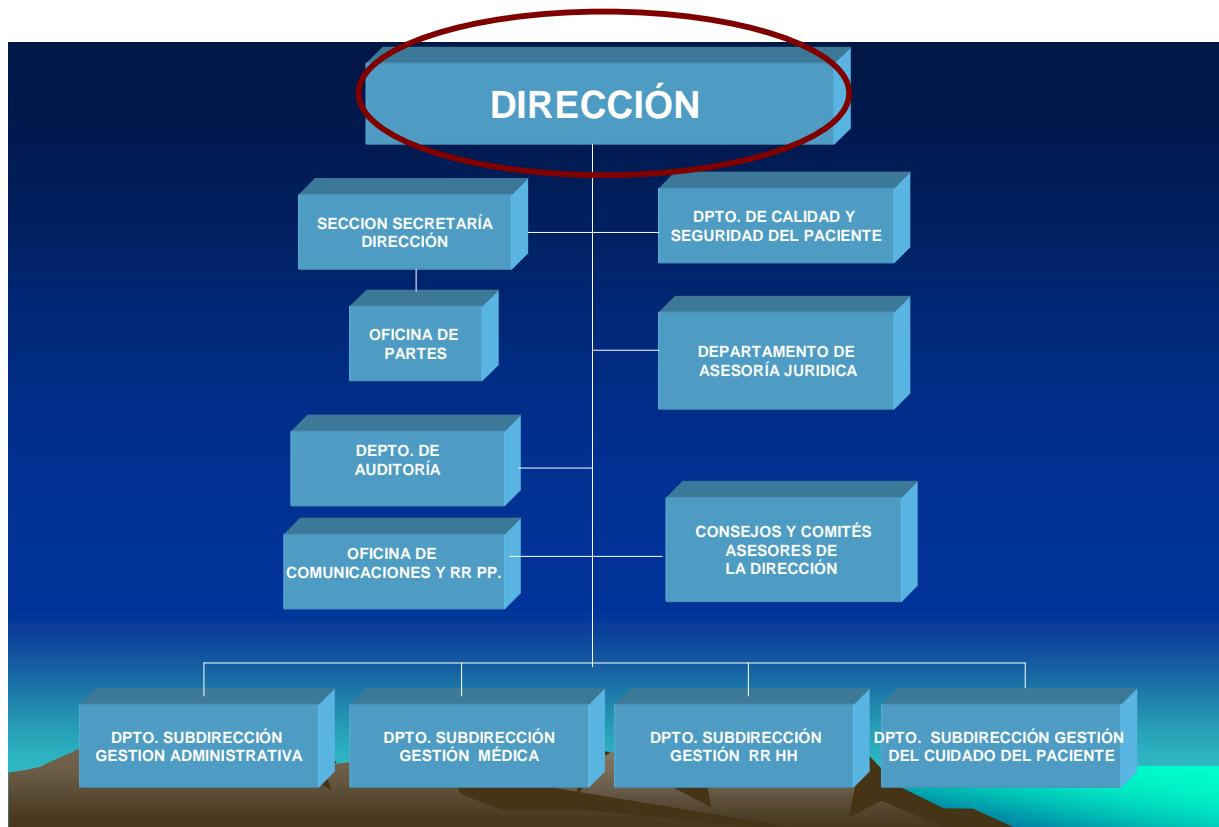 DIRECCIÓN
SECCION SECRETARÍA
DIRECCIÓN
DPTO. DE CALIDAD Y
SEGURIDAD DEL PACIENTE
OFICINA DE
PARTES
DEPARTAMENTO DE
ASESORÍA JURIDICA
DEPTO. DE
AUDITORÍA
OFICINA DE
COMUNICACIONES Y RR PP.
CONSEJOS Y COMITÉS
ASESORES DE
LA DIRECCIÓN
DPTO. SUBDIRECCIÓN
GESTION ADMINISTRATIVA
DPTO. SUBDIRECCIÓN
GESTIÓN MÉDICA
DPTO. SUBDIRECCIÓN
GESTIÓN RR HH
DPTO. SUBDIRECCIÓN GESTIÓN
DEL CUIDADO DEL PACIENTE